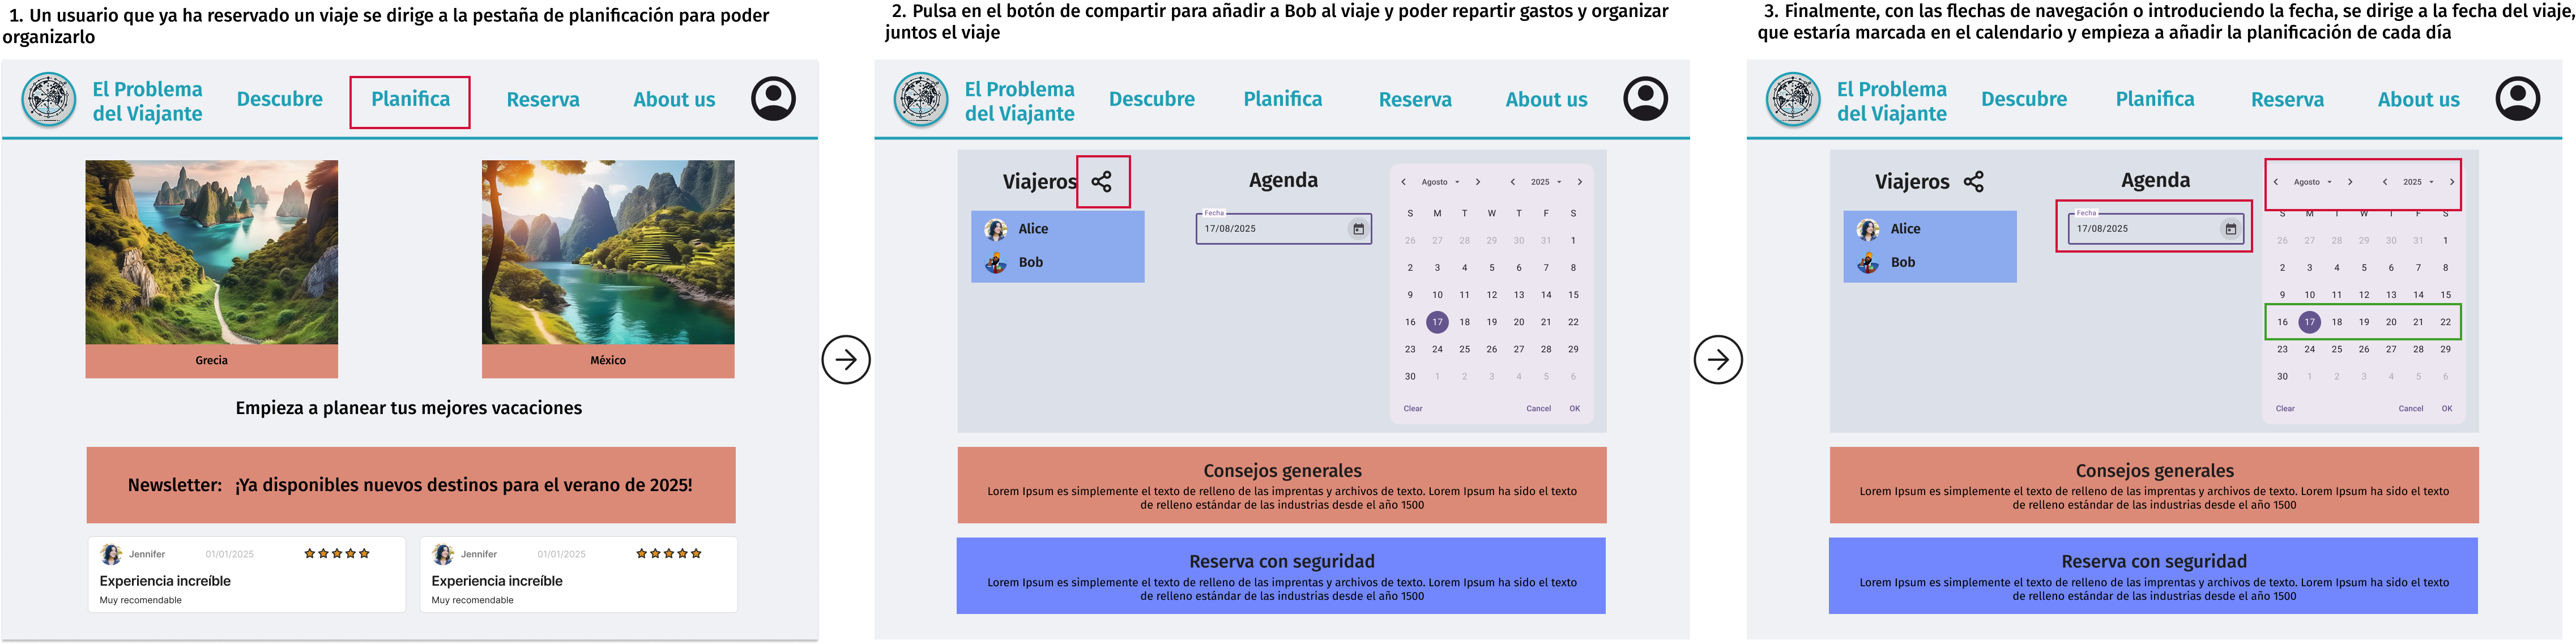 1. Un usuario que ya ha reservado un viaje se dirige a la pestaña de planificación para poder
organizarlo
El Problema
del Viajante
Descubre
Planifica
Reserva
About us
Grecia
México
Empieza a planear tus mejores vacaciones
Newsletter: ¡Ya disponibles nuevos destinos para el verano de 2025!
Jennifer 01/01/2025
Experiencia increíble
Muy recomendable
Jennifer 01/01/2025
Experiencia increíble
Muy recomendable
2. Pulsa en el botón de compartir para añadir a Bob al viaje y poder repartir gastos y organizar
juntos el viaje
El Problema
del Viajante
Descubre
Planifica
Reserva
About us
Viajeros
Alice
Bob
Agenda
Fecha
17/08/2025
Agosto 2025
S M T W T F S
26 27 28 29 30 31 1
2 3 4 5 6 7 8
9 10 11 12 13 14 15
16 17 18 19 20 21 22
23 24 25 26 27 28 29
30 1 2 3 4 5 6
Clear Cancel OK
Consejos generales
Lorem Ipsum es simplemente el texto de relleno de las imprentas y archivos de texto. Lorem Ipsum ha sido el texto
de relleno estándar de las industrias desde el año 1500
Reserva con seguridad
Lorem Ipsum es simplemente el texto de relleno de las imprentas y archivos de texto. Lorem Ipsum ha sido el texto
de relleno estándar de las industrias desde el año 1500
3. Finalmente, con las flechas de navegación o introduciendo la fecha, se dirige a la fecha del viaje,
que estaría marcada en el calendario y empieza a añadir la planificación de cada día
El Problema
del Viajante
Descubre
Planifica
Reserva
About us
Viajeros
Alice
Bob
Agenda
Fecha
17/08/2025
Agosto 2025
S M T W T F S
26 27 28 29 30 31 1
2 3 4 5 6 7 8
9 10 11 12 13 14 15
16 17 18 19 20 21 22
23 24 25 26 27 28 29
30 1 2 3 4 5 6
Clear Cancel OK
Consejos generales
Lorem Ipsum es simplemente el texto de relleno de las imprentas y archivos de texto. Lorem Ipsum ha sido el texto
de relleno estándar de las industrias desde el año 1500
Reserva con seguridad
Lorem Ipsum es simplemente el texto de relleno de las imprentas y archivos de texto. Lorem Ipsum ha sido el texto
de relleno estándar de las industrias desde el año 1500